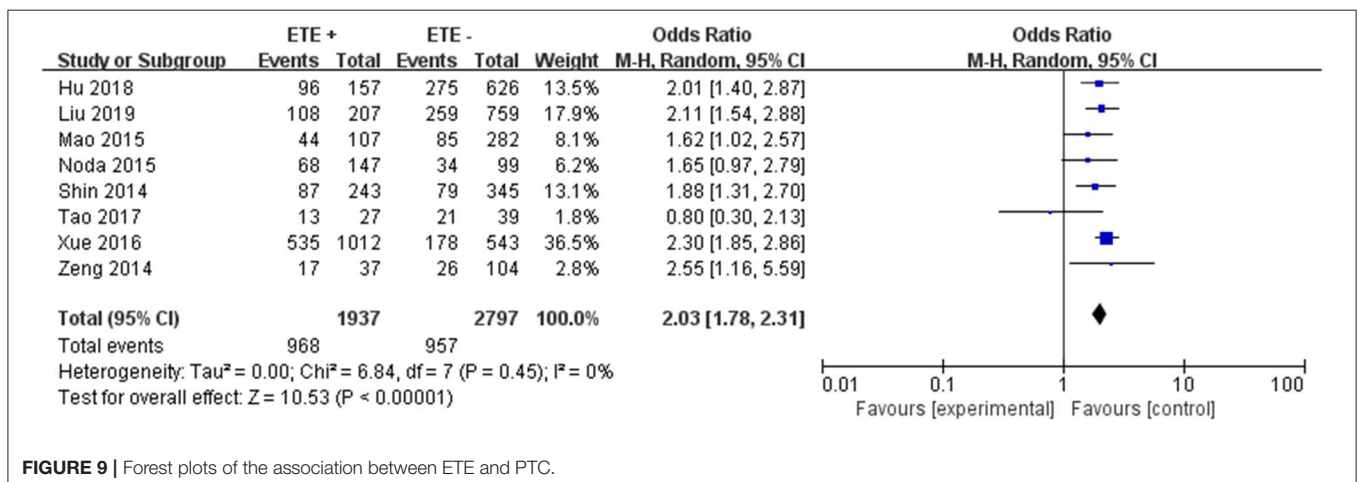 ETE + ETE - Odds Ratio Odds Ratio
Study or Subgroup Events Total Events Total Weight M-H, Random, 95% CI M-H, Random, 95% CI
Hu 2018 96 157 275 626 13.5% 2.01 [1.40, 2.87]
Liu 2019 108 207 259 759 17.9% 2.11 [1.54, 2.88]
Mao 2015 44 107 85 282 8.1% 1.62 [1.02, 2.57]
Noda 2015 68 147 34 99 6.2% 1.65 [0.97, 2.79]
Shin 2014 87 243 79 345 13.1% 1.88 [1.31, 2.70]
Tao 2017 13 27 21 39 1.8% 0.80 [0.30, 2.13]
Xue 2016 535 1012 178 543 36.5% 2.30 [1.85, 2.86]
Zeng 2014 17 37 26 104 2.8% 2.55 [1.16, 5.59]
Total (95% CI) 1937 2797 100.0% 2.03 [1.78, 2.31]
Total events 968 957
Heterogeneity: Tau² = 0.00; Chi² = 6.84, df = 7 (P = 0.45); I² = 0%
Test for overall effect: Z = 10.53 (P < 0.00001)
0.01 0.1 1 10 100
Favours [experimental] Favours [control]
FIGURE 9 | Forest plots of the association between ETE and PTC.